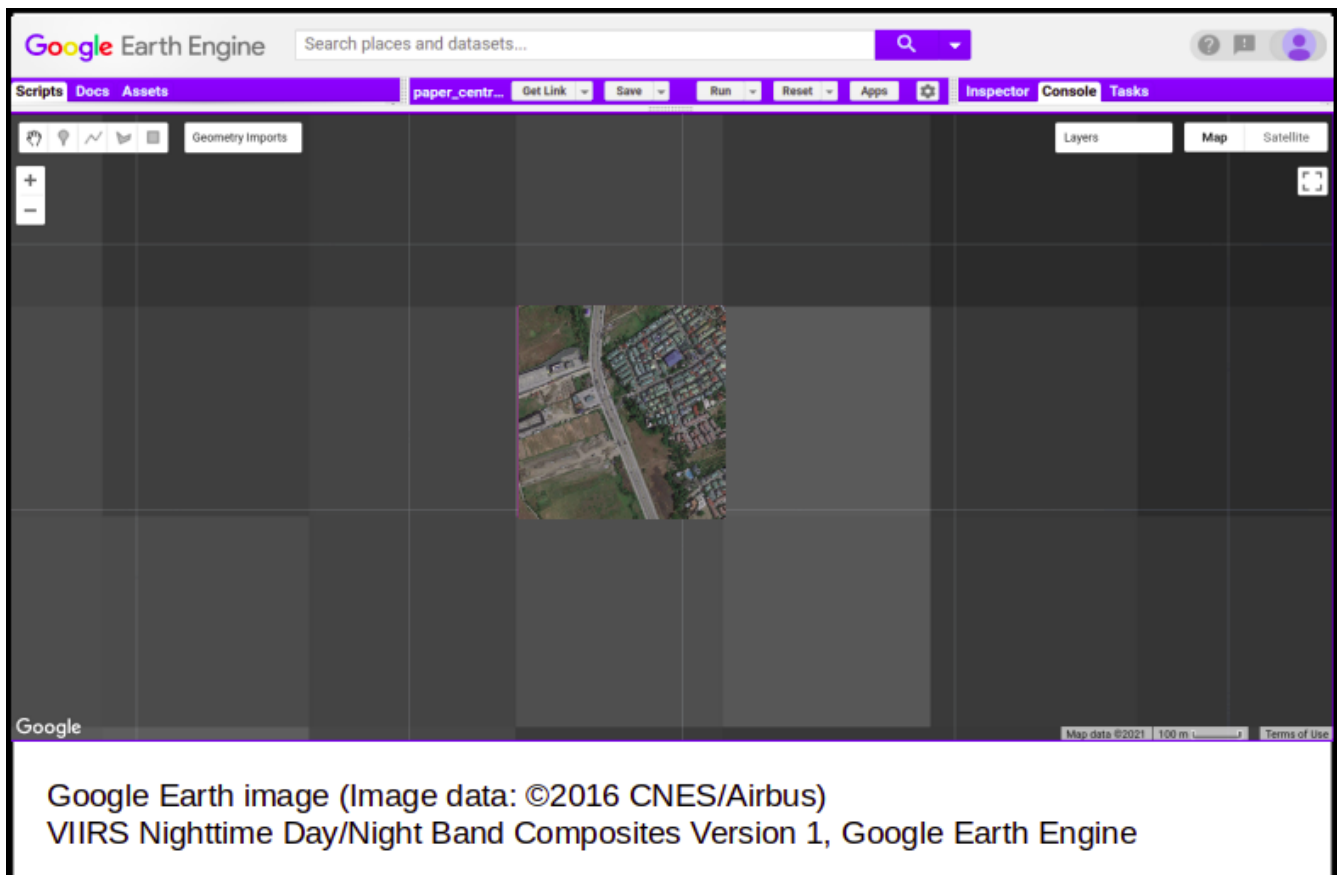 Google Earth Engine
Search places and datasets...
Scripts Docs Assets
paper_centr... Get Link Save Run Reset Apps
Inspector Console Tasks
Geometry Imports
Layers
Map Satellite
+
−
Google
Map data ©2021 100 m Terms of Use
Google Earth image (Image data: ©2016 CNES/Airbus)
VIIRS Nighttime Day/Night Band Composites Version 1, Google Earth Engine